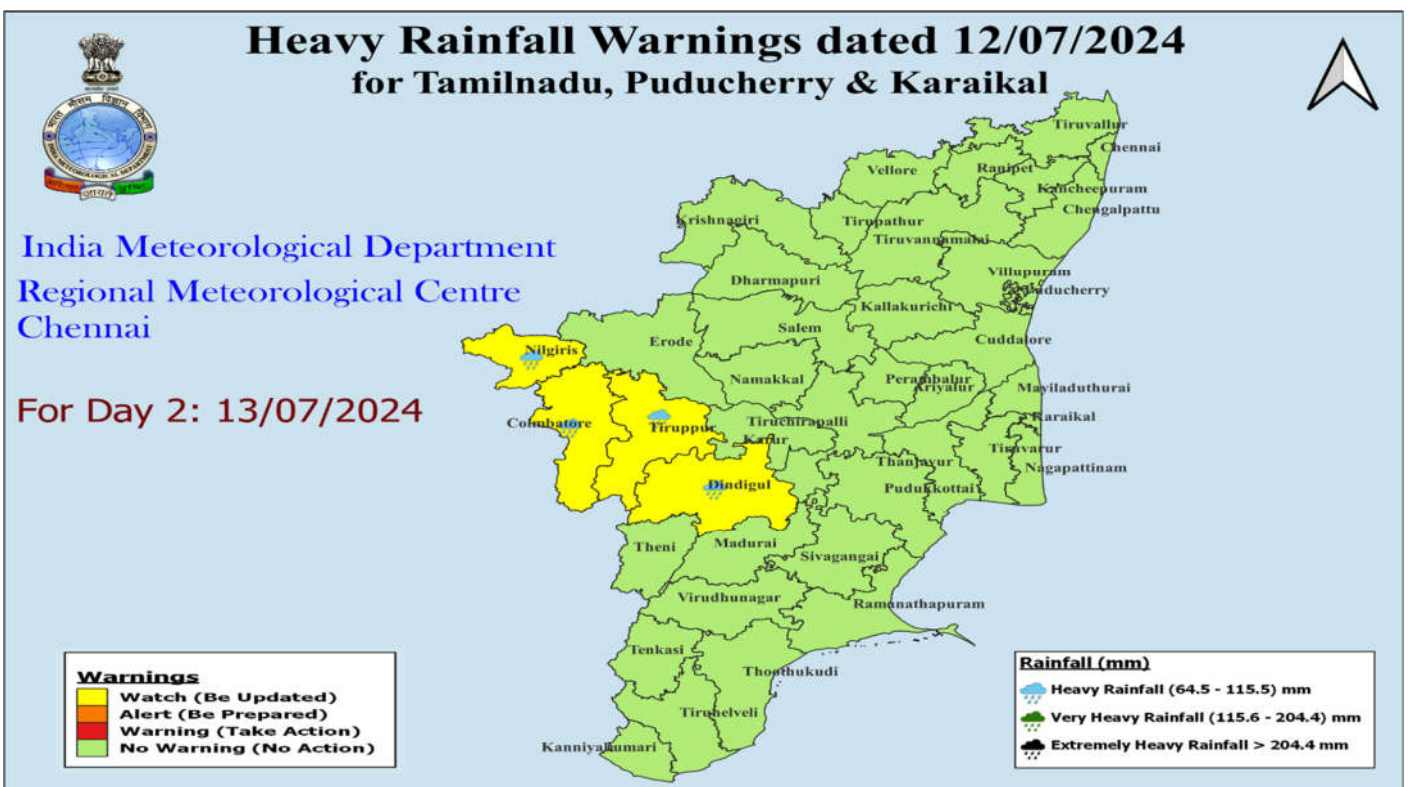 Heavy Rainfall Warnings dated 12/07/2024
for Tamilnadu, Puducherry & Karaikal
भारत मौसम विज्ञान विभाग
INDIA METEOROLOGICAL DEPARTMENT
India Meteorological Department
Regional Meteorological Centre
Chennai
For Day 2: 13/07/2024
Tiruvallur
Chennai
Vellore
Ranipet
Kancheepuram
Chengalpattu
Krishnagiri
Tirupathur
Tiruvannamalai
Dharmapuri
Villupuram
Puducherry
Kallakurichi
Salem
Cuddalore
Erode
Nilgiris
Namakkal
Perambalur
Ariyalur
Mayiladuthurai
Karaikal
Coimbatore
Tiruppur
Tiruchirapalli
Karur
Tiruvarur
Thanjavur
Nagapattinam
Dindigul
Pudukkottai
Theni
Madurai
Sivagangai
Virudhunagar
Ramanathapuram
Tenkasi
Thoothukudi
Tirunelveli
Kanniyakumari
Warnings
Watch (Be Updated)
Alert (Be Prepared)
Warning (Take Action)
No Warning (No Action)
Rainfall (mm)
Heavy Rainfall (64.5 - 115.5) mm
Very Heavy Rainfall (115.6 - 204.4) mm
Extremely Heavy Rainfall > 204.4 mm